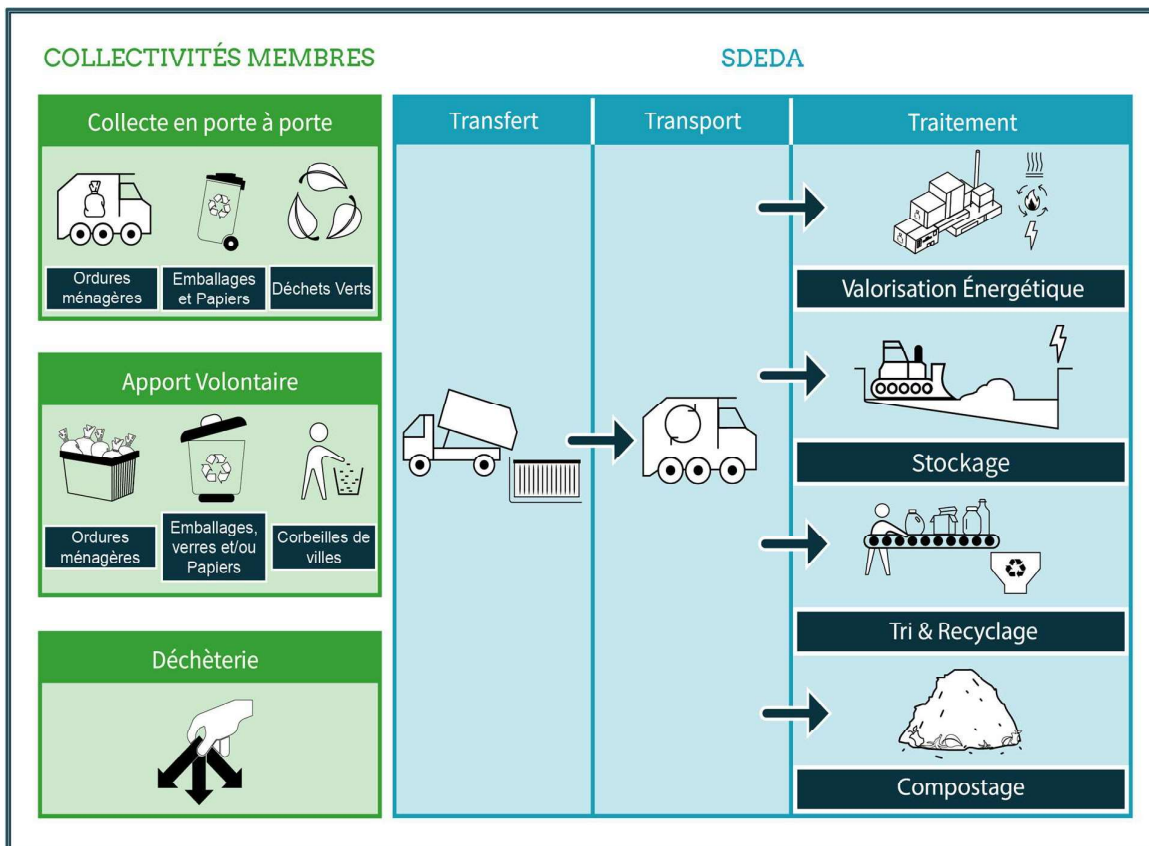 COLLECTIVITÉS MEMBRES
SDEDA
Collecte en porte à porte
Ordures
ménagères
Emballages
et Papiers
Déchets Verts
Apport Volontaire
Ordures
ménagères
Emballages,
verres et/ou
Papiers
Corbeilles de
villes
Déchèterie
Transfert
Transport
Traitement
Valorisation Énergétique
Stockage
Tri & Recyclage
Compostage